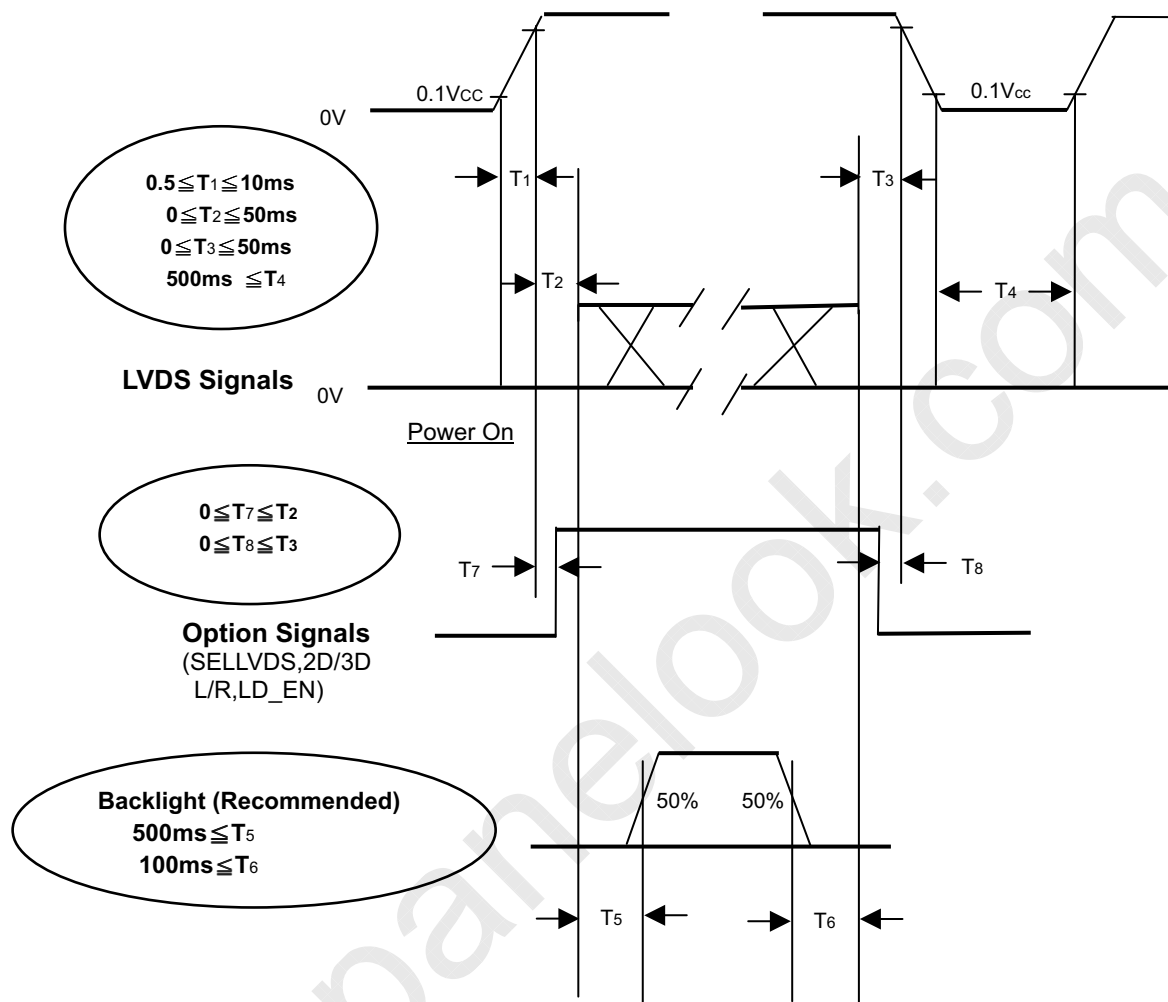 0.1VCC
0.1Vcc
0V
0.5≦T1≦10ms
0≦T2≦50ms
0≦T3≦50ms
500ms ≦T4
T1
T3
T2
T4
LVDS Signals
0V
Power On
0≦T7≦T2
0≦T8≦T3
T7
T8
Option Signals
(SELLVDS,2D/3D
L/R,LD_EN)
Backlight (Recommended)
500ms≦T5
100ms≦T6
50%
50%
T5
T6
panelook.com